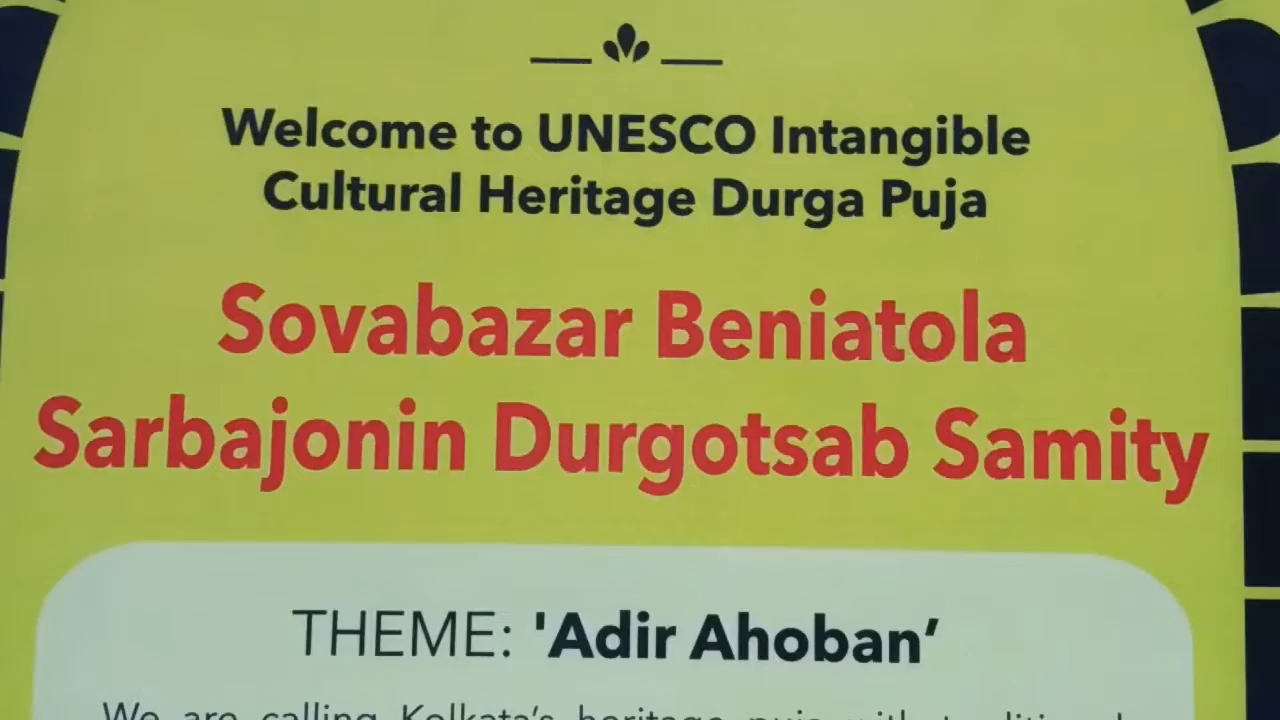 Welcome to UNESCO Intangible
Cultural Heritage Durga Puja
Sovabazar Beniatola
Sarbajonin Durgotsab Samity
THEME: 'Adir Ahoban’
We are calling Kolkata’s heritage puja with